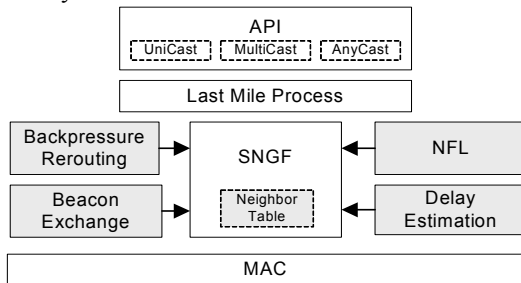 API
UniCast MultiCast AnyCast
Last Mile Process
Backpressure
Rerouting
SNGF
NFL
Beacon
Exchange
Neighbor
Table
Delay
Estimation
MAC